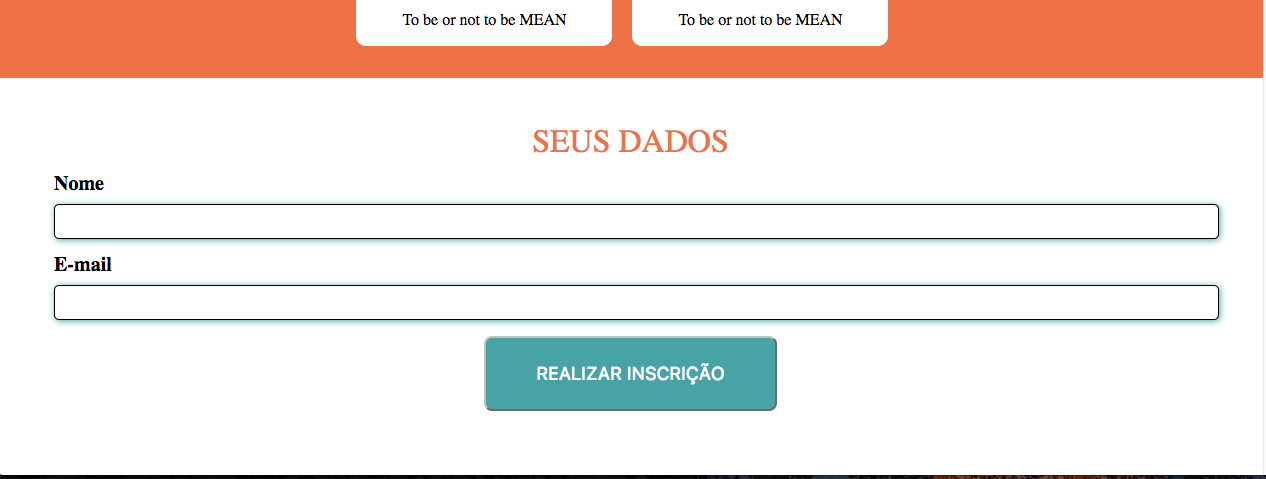 To be or not to be MEAN To be or not to be MEAN
SEUS DADOS
Nome
E-mail
REALIZAR INSCRIÇÃO